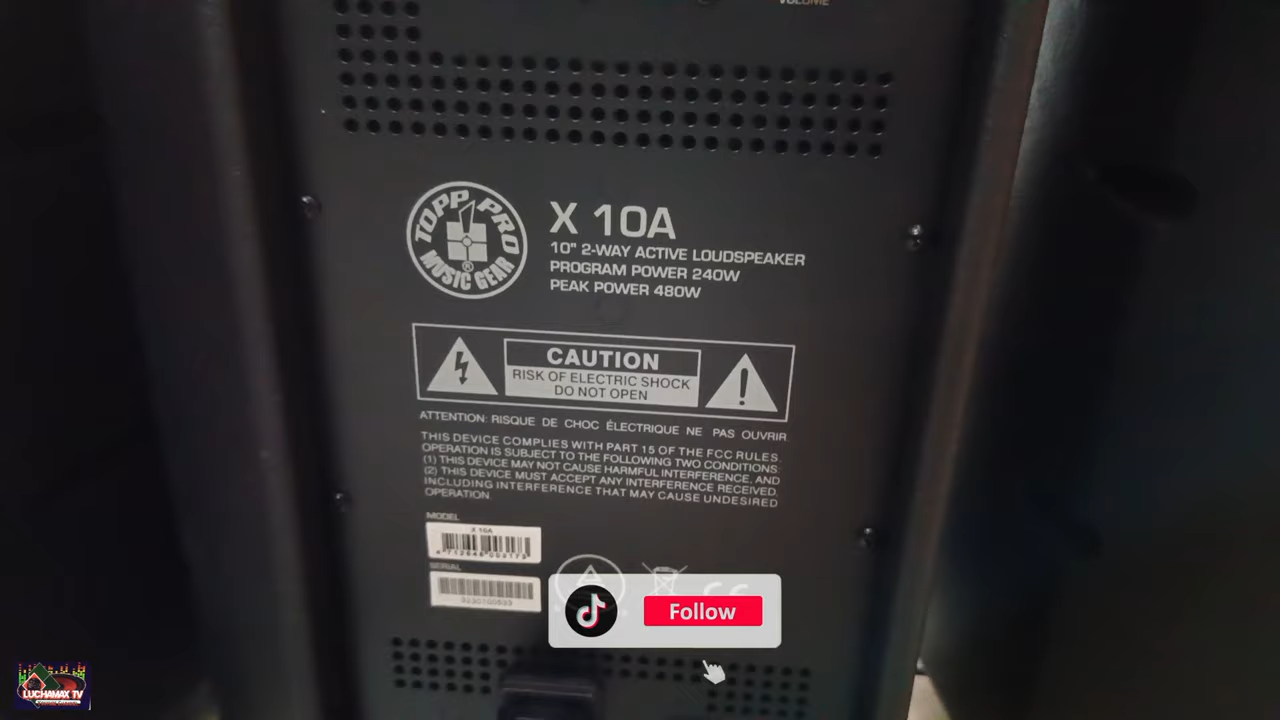 VOLUME
TOPP PRO
MUSIC GEAR
®
X 10A
10" 2-WAY ACTIVE LOUDSPEAKER
PROGRAM POWER 240W
PEAK POWER 480W
CAUTION
RISK OF ELECTRIC SHOCK
DO NOT OPEN
ATTENTION: RISQUE DE CHOC ÉLECTRIQUE NE PAS OUVRIR
THIS DEVICE COMPLIES WITH PART 15 OF THE FCC RULES.
OPERATION IS SUBJECT TO THE FOLLOWING TWO CONDITIONS:
(1) THIS DEVICE MAY NOT CAUSE HARMFUL INTERFERENCE, AND
(2) THIS DEVICE MUST ACCEPT ANY INTERFERENCE RECEIVED,
INCLUDING INTERFERENCE THAT MAY CAUSE UNDESIRED
OPERATION.
MODEL
X 10A
SERIAL
CE
Follow
LUCHAMAX TV